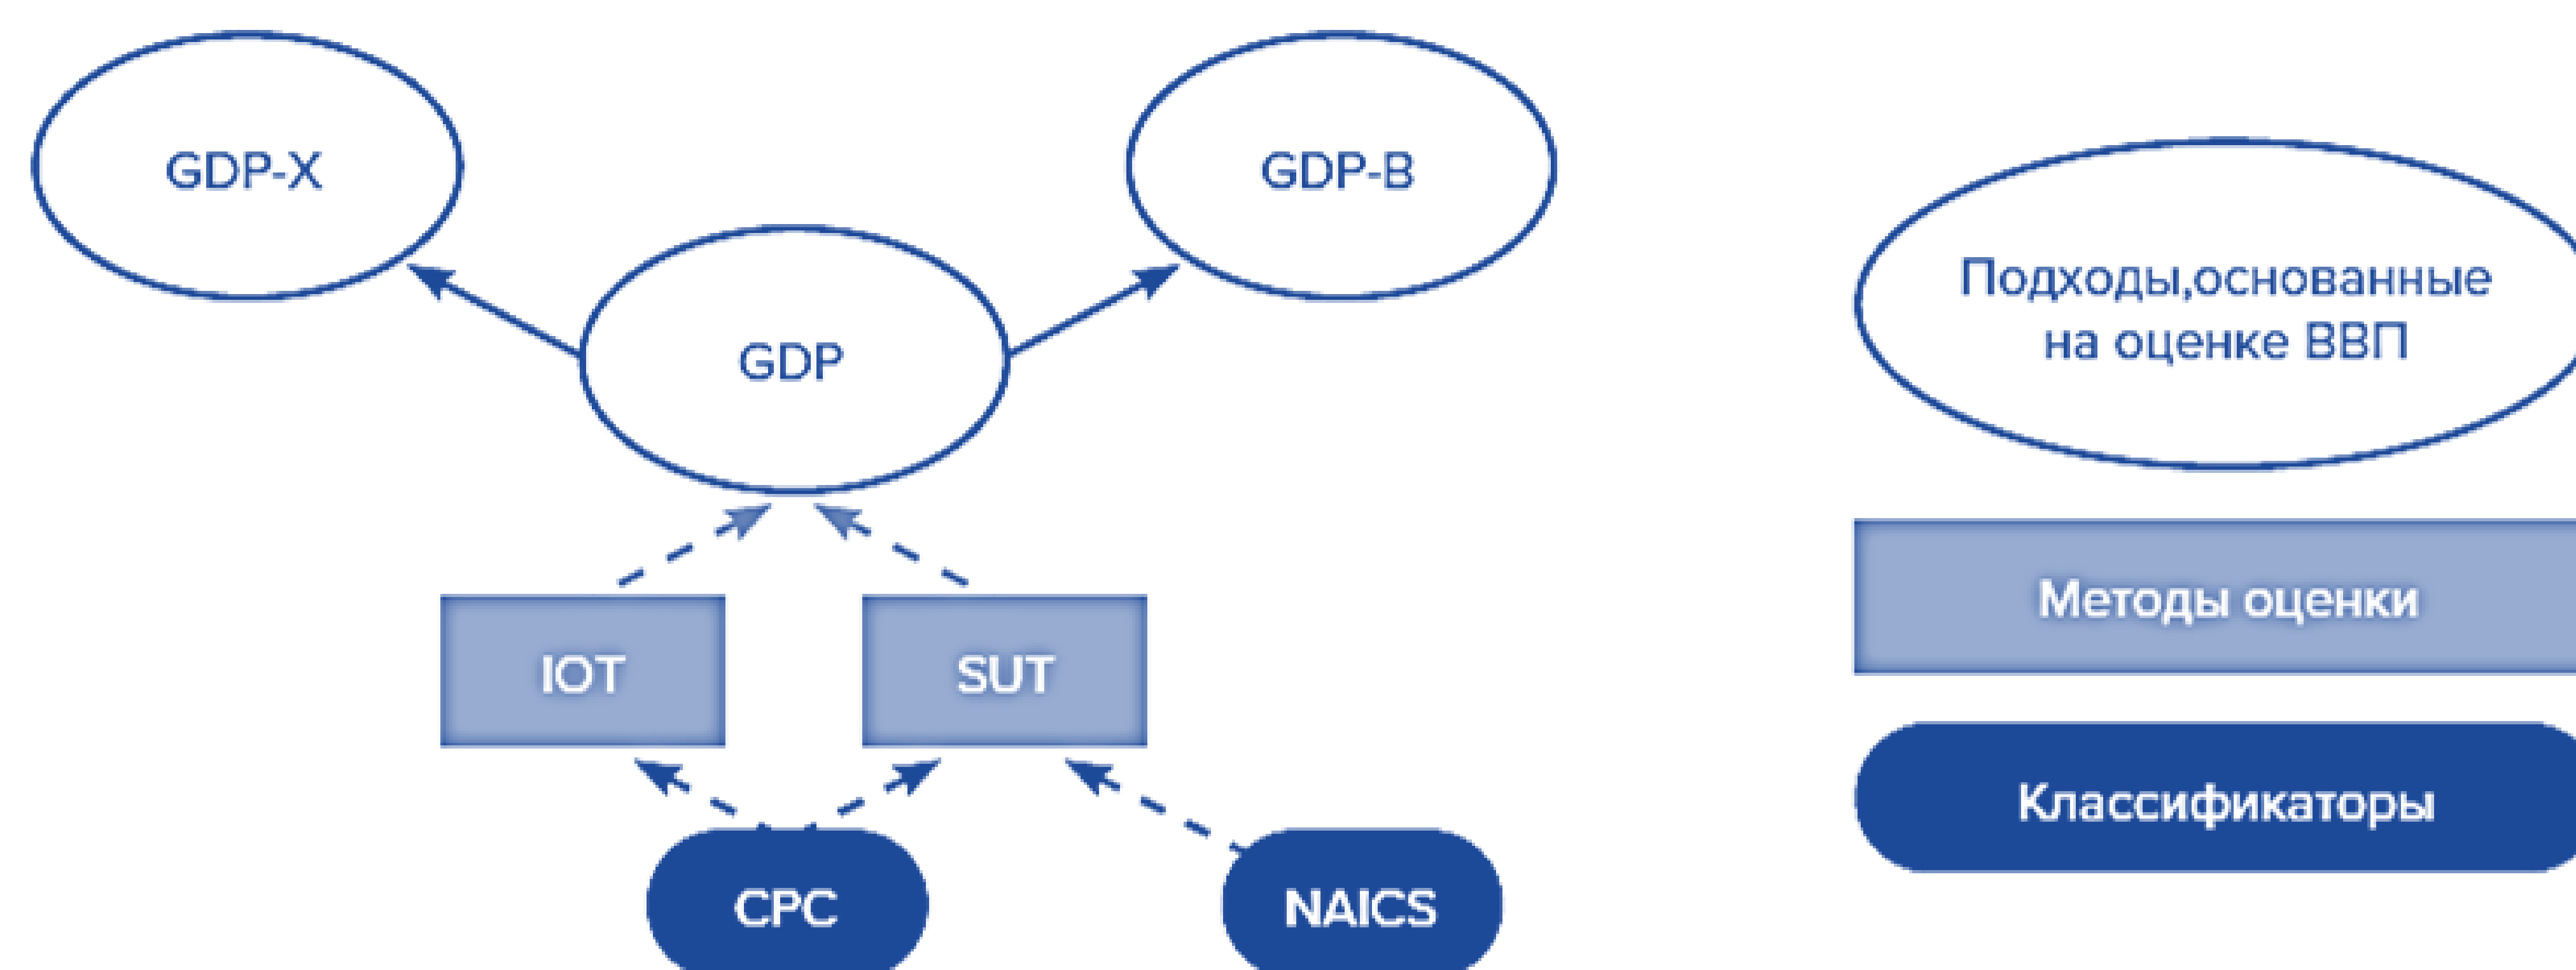 GDP-X
GDP-B
GDP
IOT
SUT
CPC
NAICS
Подходы,основанные
на оценке ВВП
Методы оценки
Классификаторы